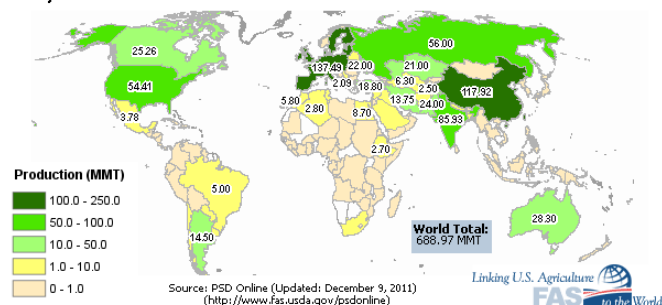 25.26
56.00
137.49
22.00
21.00
54.41
2.09
6.30
2.50
117.92
18.80
5.80
2.80
13.75
24.00
3.78
8.70
85.93
2.70
5.00
28.30
14.50
Production (MMT)
100.0 - 250.0
50.0 - 100.0
10.0 - 50.0
1.0 - 10.0
0 - 1.0
World Total:
688.97 MMT
Source: PSD Online (Updated: December 9, 2011)
(http://www.fas.usda.gov/psdonline)
Linking U.S. Agriculture
FAS to the World